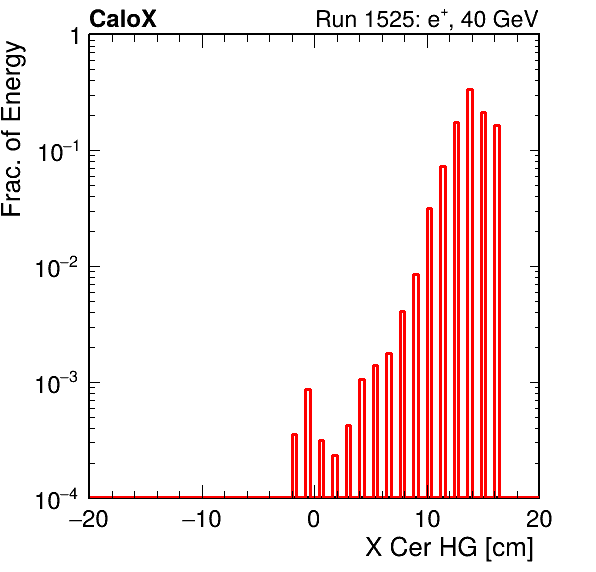 CaloX Run 1525: e⁺, 40 GeV
Frac. of Energy
1
10⁻¹
10⁻²
10⁻³
10⁻⁴
−20 −10 0 10 20
X Cer HG [cm]